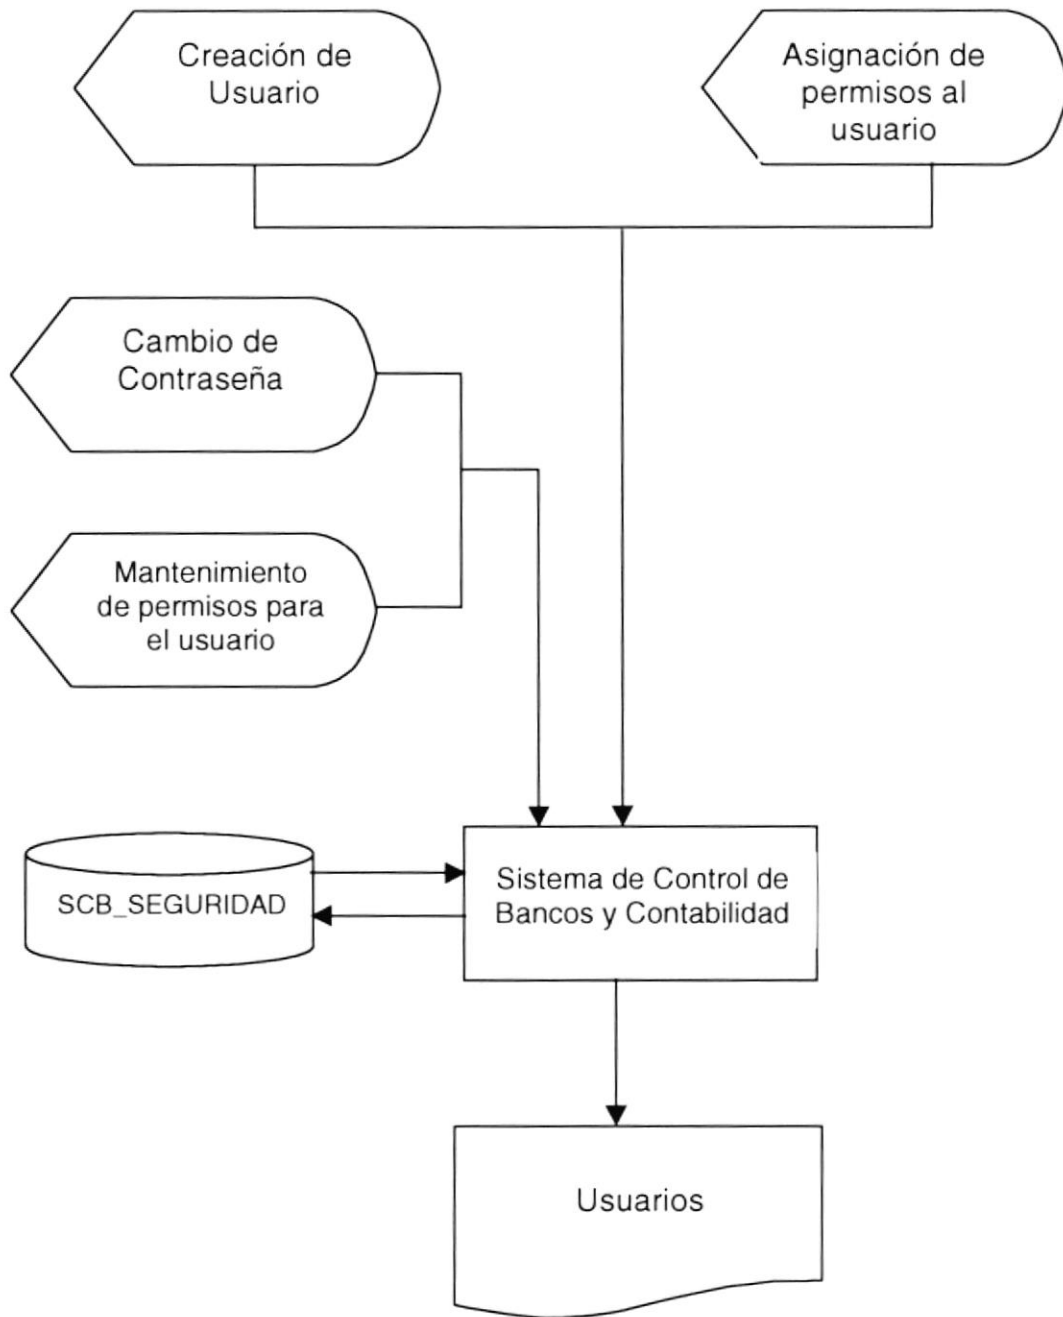 Creación de
Usuario
Asignación de
permisos al
usuario
Cambio de
Contraseña
Mantenimiento
de permisos para
el usuario
SCB_SEGURIDAD
Sistema de Control de
Bancos y Contabilidad
Usuarios